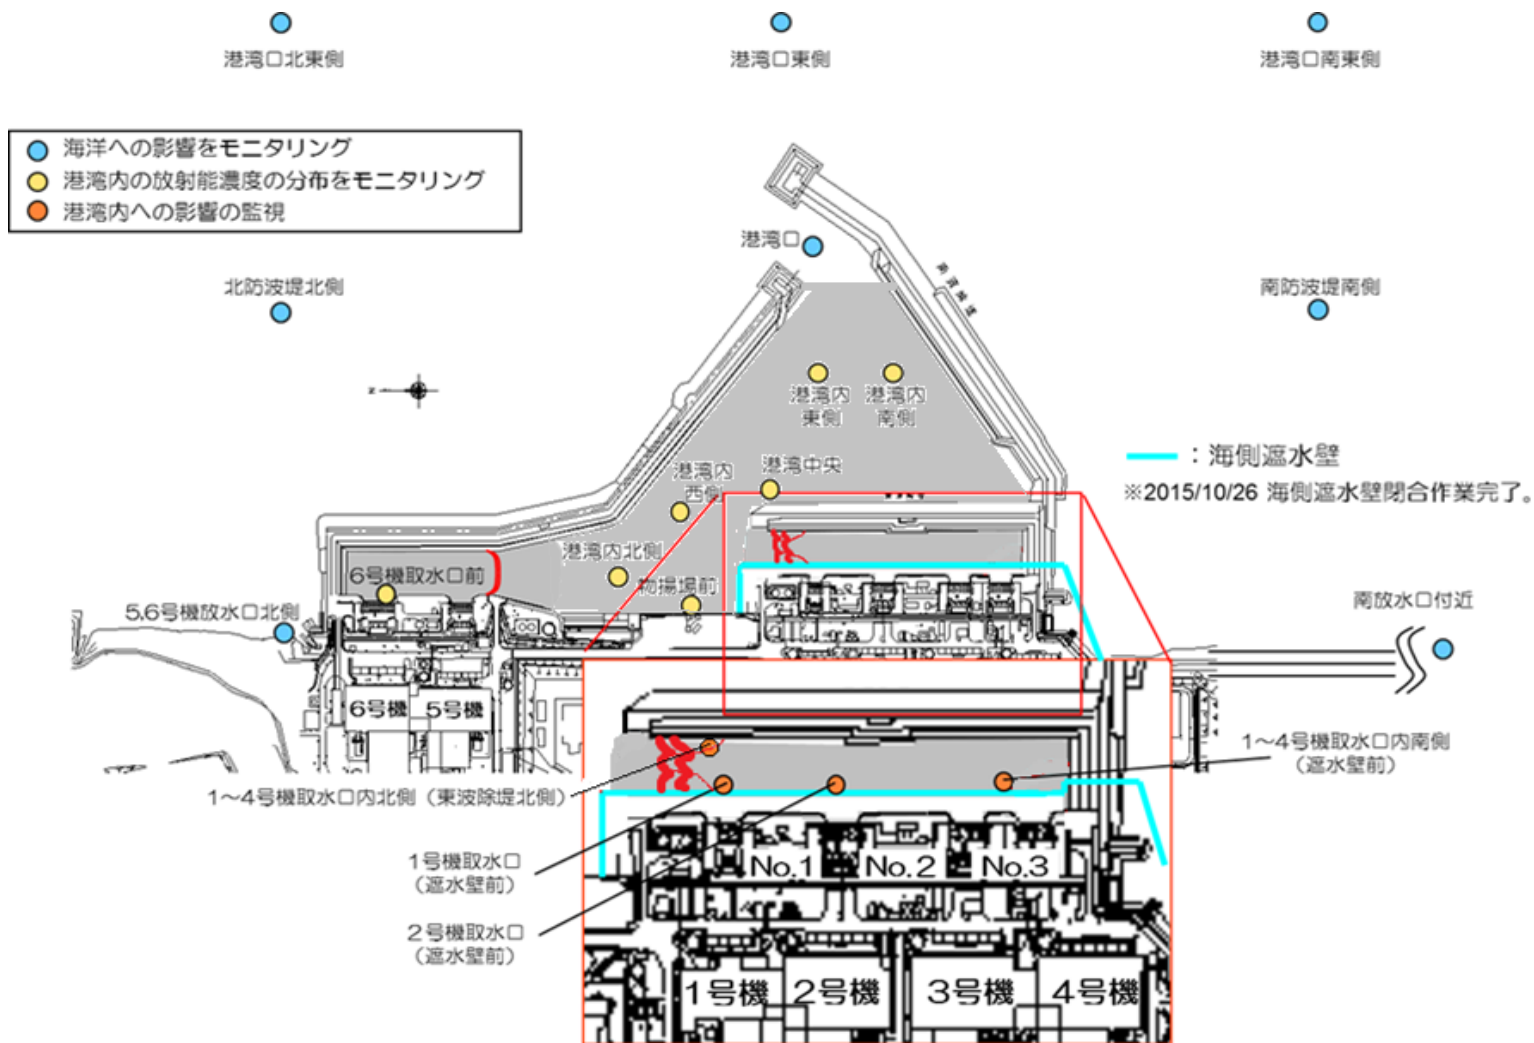 港湾口北東側
港湾口東側
港湾口南東側
海洋への影響をモニタリング
港湾内の放射能濃度の分布をモニタリング
港湾内への影響の監視
港湾口
北防波堤北側
南防波堤南側
z
港湾内
東側
港湾内
南側
港湾中央
港湾内
西側
：海側遮水壁
※2015/10/26 海側遮水壁閉合作業完了。
港湾内北側
6号機取水口前
物揚場前
5,6号機放水口北側
南放水口付近
6号機
5号機
1～4号機取水口内南側
（遮水壁前）
1～4号機取水口内北側（東波除堤北側）
1号機取水口
（遮水壁前）
No.1
No.2
No.3
2号機取水口
（遮水壁前）
1号機
2号機
3号機
4号機